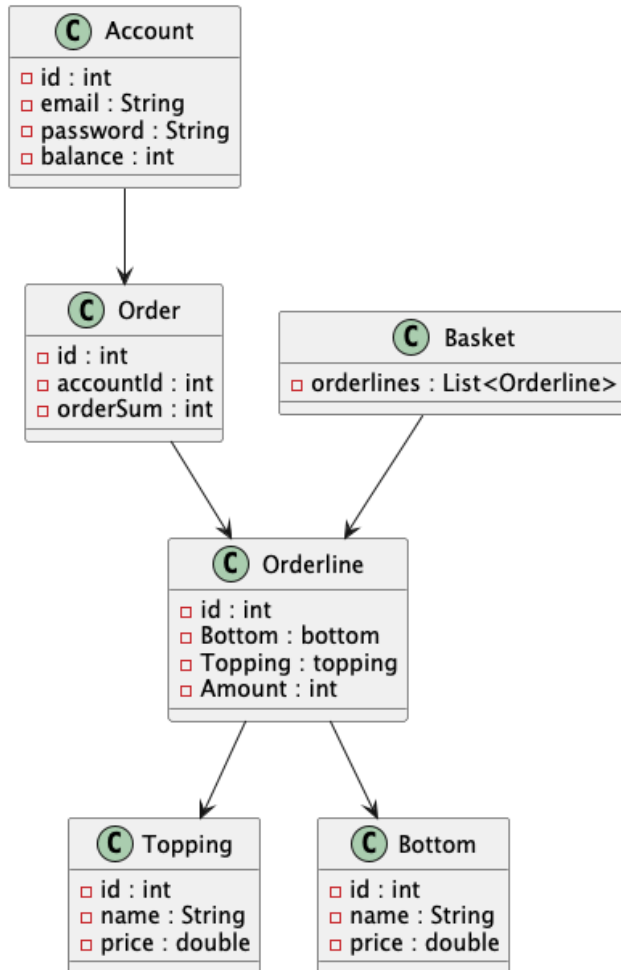 C Account
id : int
email : String
password : String
balance : int
C Order
id : int
accountId : int
orderSum : int
C Basket
orderlines : List<Orderline>
C Orderline
id : int
Bottom : bottom
Topping : topping
Amount : int
C Topping
id : int
name : String
price : double
C Bottom
id : int
name : String
price : double